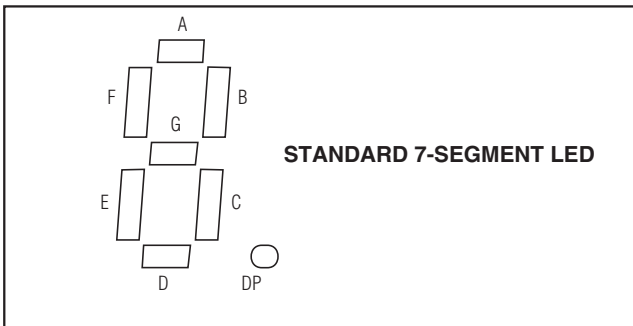 A
F B
G
STANDARD 7-SEGMENT LED
E C
D DP